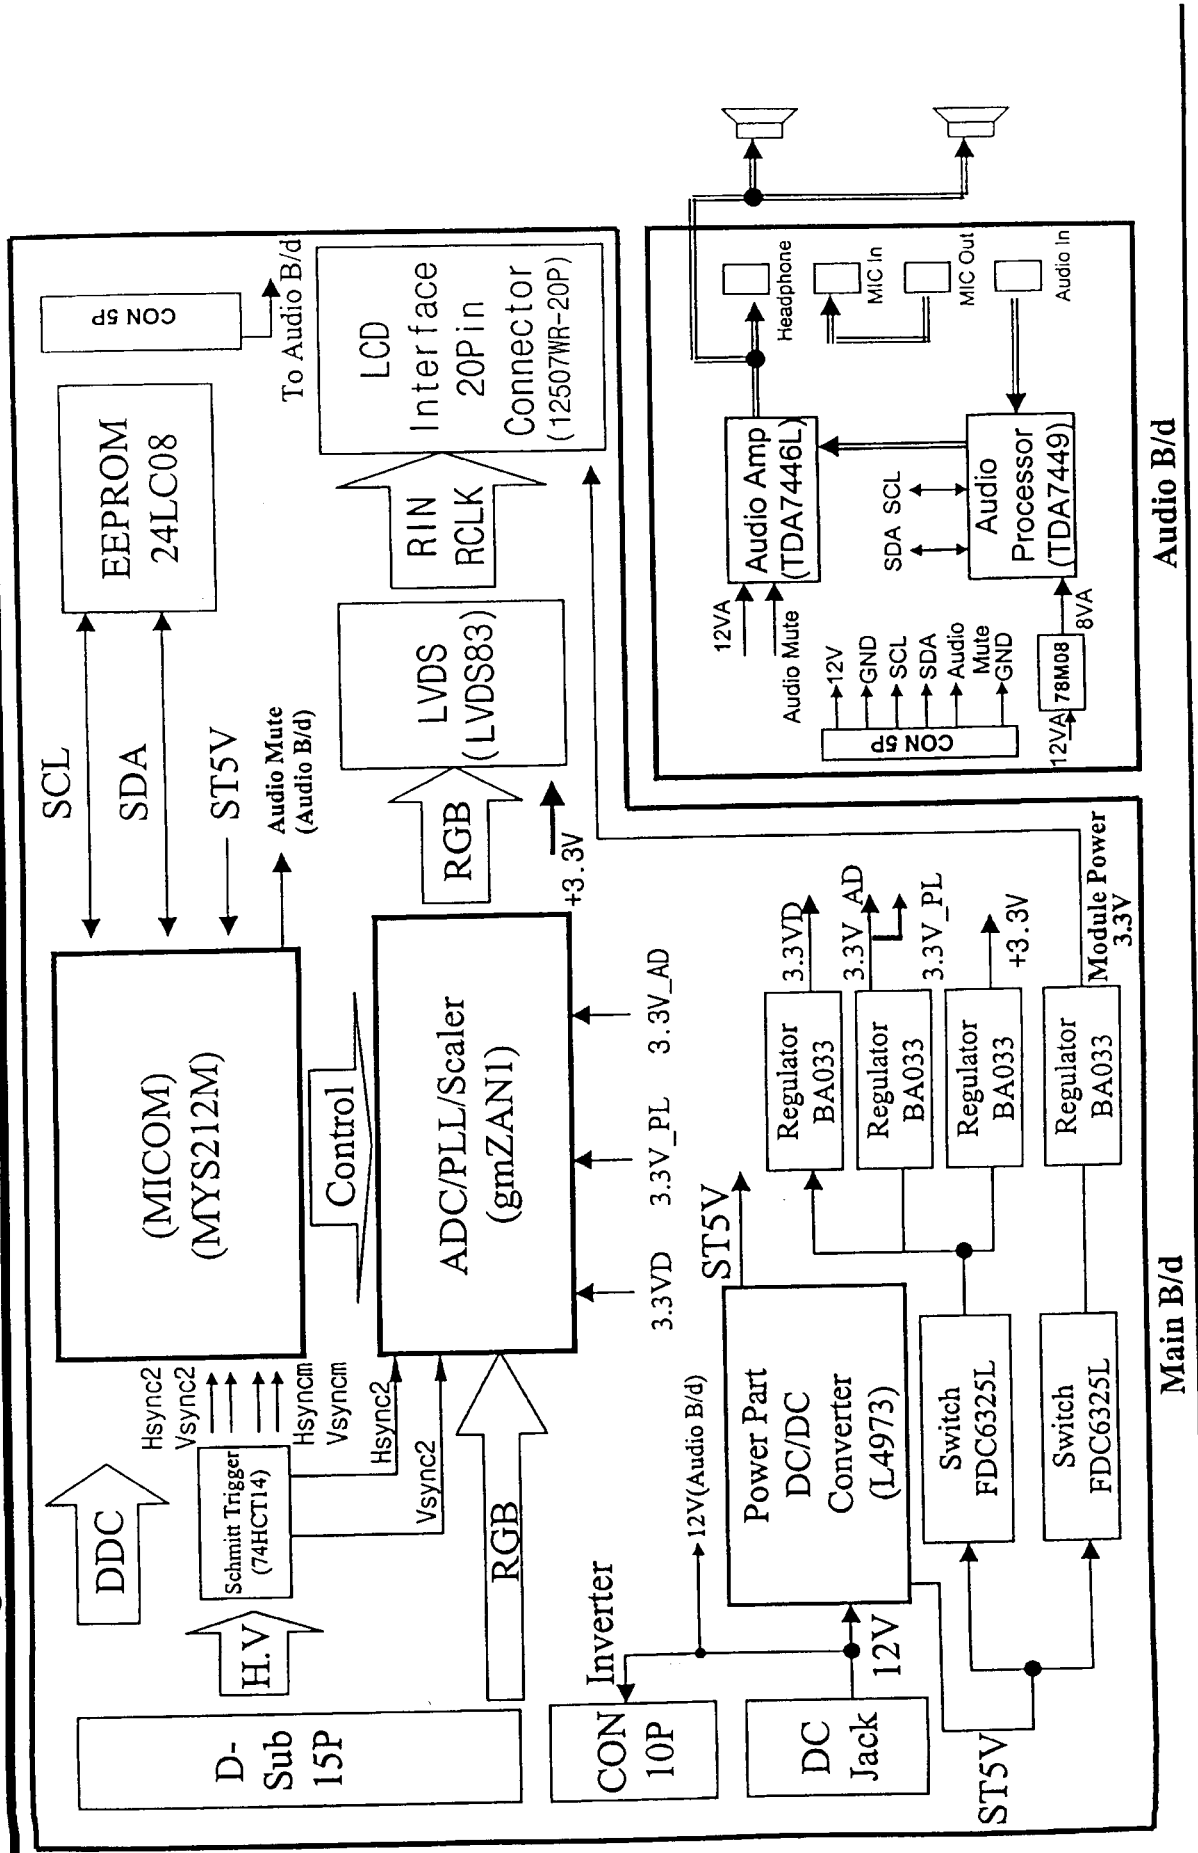 D-
Sub
15P
DDC
H.V
Schmitt Trigger
(74HCT14)
Hsync2
Vsync2
Hsyncm
Vsyncm
Hsync2
Vsync2
RGB
(MICOM)
(MYS212M)
Control
ADC/PLL/Scaler
(gmZAN1)
3.3VD
3.3V_PL
3.3V_AD
SCL
SDA
ST5V
Audio Mute
(Audio B/d)
EEPROM
24LC08
CON 5P
To Audio B/d
RGB
+3.3V
LVDS
(LVDS83)
RIN
RCLK
LCD
Interface
20Pin
Connector
(12507WR-20P)
CON
10P
Inverter
DC
Jack
12V
12V(Audio B/d)
Power Part
DC/DC
Converter
(L4973)
ST5V
ST5V
Switch
FDC6325L
Switch
FDC6325L
Regulator
BA033
Regulator
BA033
Regulator
BA033
Regulator
BA033
3.3VD
3.3V_AD
3.3V_PL
+3.3V
Module Power
3.3V
Main B/d
12VA
Audio Mute
Audio Amp
(TDA7446L)
Headphone
MIC In
MIC Out
Audio In
SDA SCL
Audio
Processor
(TDA7449)
CON 5P
12V
GND
SCL
SDA
Audio
Mute
GND
12VA
78M08
8VA
Audio B/d